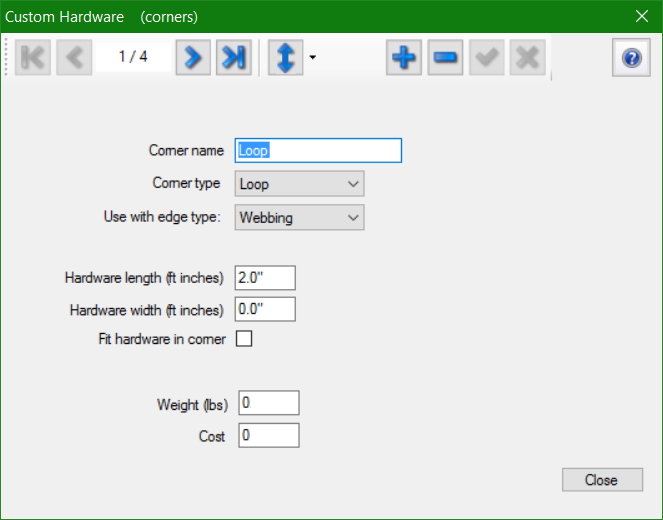 Custom Hardware (corners)
1 / 4
Corner name Loop
Corner type Loop
Use with edge type: Webbing
Hardware length (ft inches) 2.0"
Hardware width (ft inches) 0.0"
Fit hardware in corner
Weight (lbs) 0
Cost 0
Close